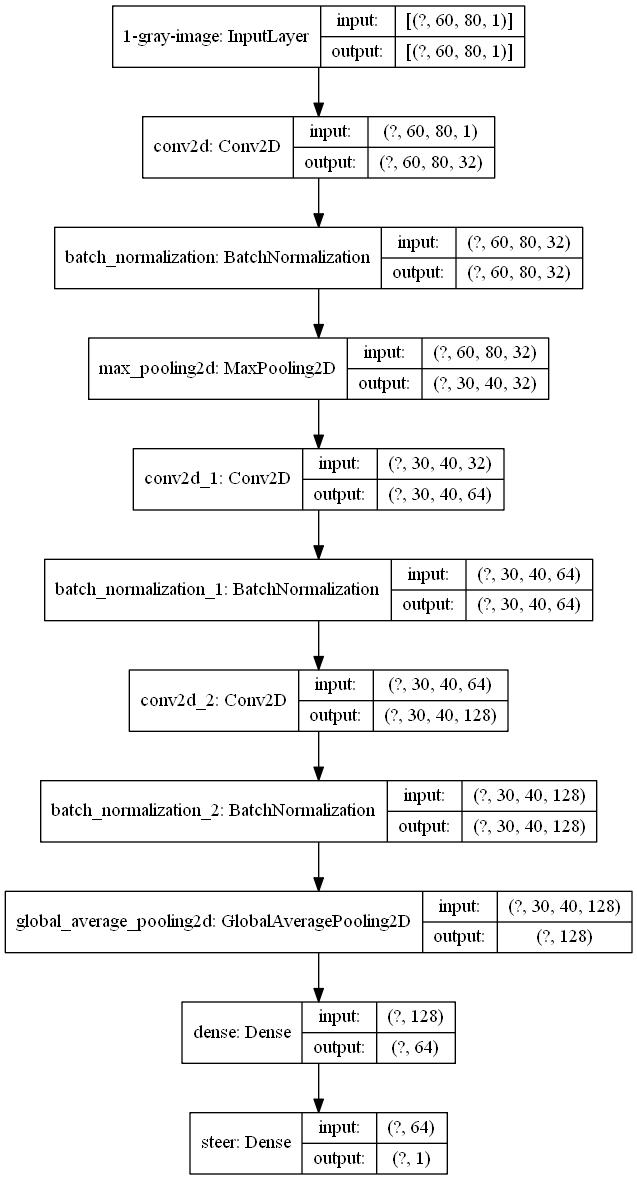 1-gray-image: InputLayer
input: [(?, 60, 80, 1)]
output: [(?, 60, 80, 1)]
conv2d: Conv2D
input: (?, 60, 80, 1)
output: (?, 60, 80, 32)
batch_normalization: BatchNormalization
input: (?, 60, 80, 32)
output: (?, 60, 80, 32)
max_pooling2d: MaxPooling2D
input: (?, 60, 80, 32)
output: (?, 30, 40, 32)
conv2d_1: Conv2D
input: (?, 30, 40, 32)
output: (?, 30, 40, 64)
batch_normalization_1: BatchNormalization
input: (?, 30, 40, 64)
output: (?, 30, 40, 64)
conv2d_2: Conv2D
input: (?, 30, 40, 64)
output: (?, 30, 40, 128)
batch_normalization_2: BatchNormalization
input: (?, 30, 40, 128)
output: (?, 30, 40, 128)
global_average_pooling2d: GlobalAveragePooling2D
input: (?, 30, 40, 128)
output: (?, 128)
dense: Dense
input: (?, 128)
output: (?, 64)
steer: Dense
input: (?, 64)
output: (?, 1)